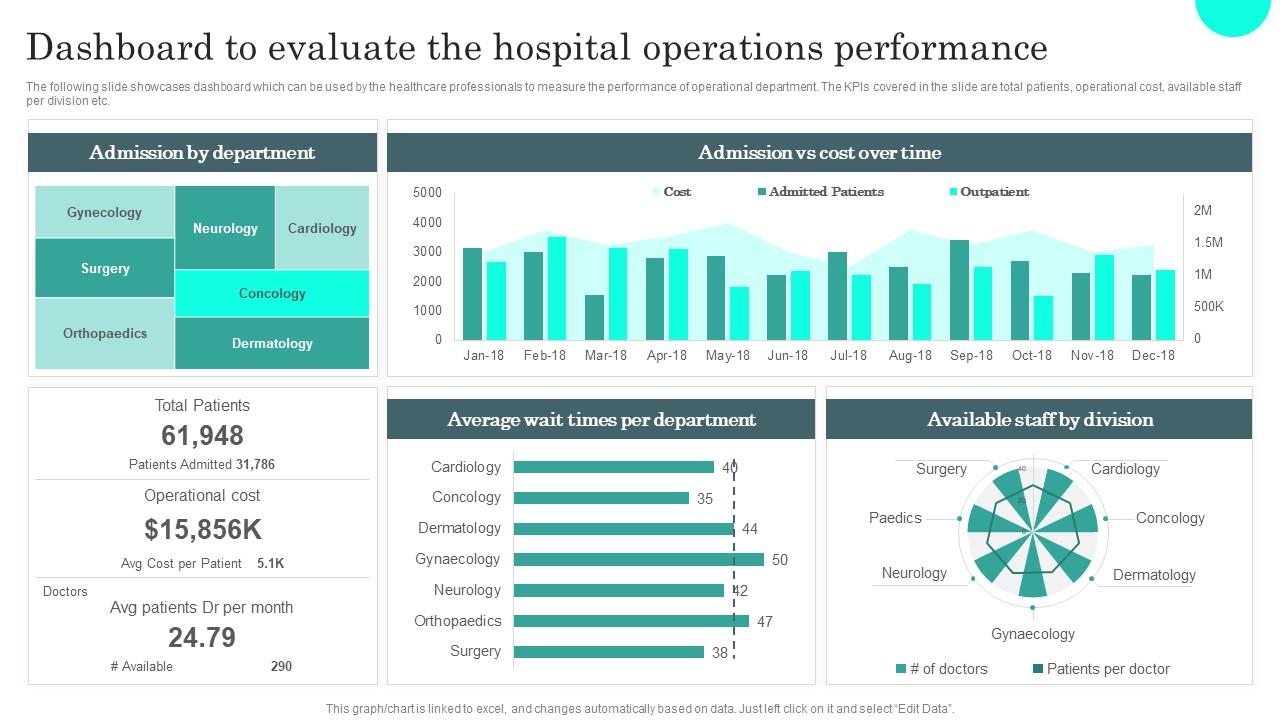 Dashboard to evaluate the hospital operations performance
The following slide showcases dashboard which can be used by the healthcare professionals to measure the performance of operational department. The KPIs covered in the slide are total patients, operational cost, available staff
per division etc.
Admission by department
Gynecology
Neurology
Cardiology
Surgery
Concology
Orthopaedics
Dermatology
Admission vs cost over time
Cost
Admitted Patients
Outpatient
5000
4000
3000
2000
1000
0
2M
1.5M
1M
500K
0
Jan-18 Feb-18 Mar-18 Apr-18 May-18 Jun-18 Jul-18 Aug-18 Sep-18 Oct-18 Nov-18 Dec-18
Total Patients
61,948
Patients Admitted 31,786
Operational cost
$15,856K
Avg Cost per Patient 5.1K
Doctors
Avg patients Dr per month
24.79
# Available 290
Average wait times per department
Cardiology 40
Concology 35
Dermatology 44
Gynaecology 50
Neurology 42
Orthopaedics 47
Surgery 38
Available staff by division
Surgery
Cardiology
Paedics
Concology
Neurology
Dermatology
Gynaecology
40
20
0
# of doctors
Patients per doctor
This graph/chart is linked to excel, and changes automatically based on data. Just left click on it and select “Edit Data”.